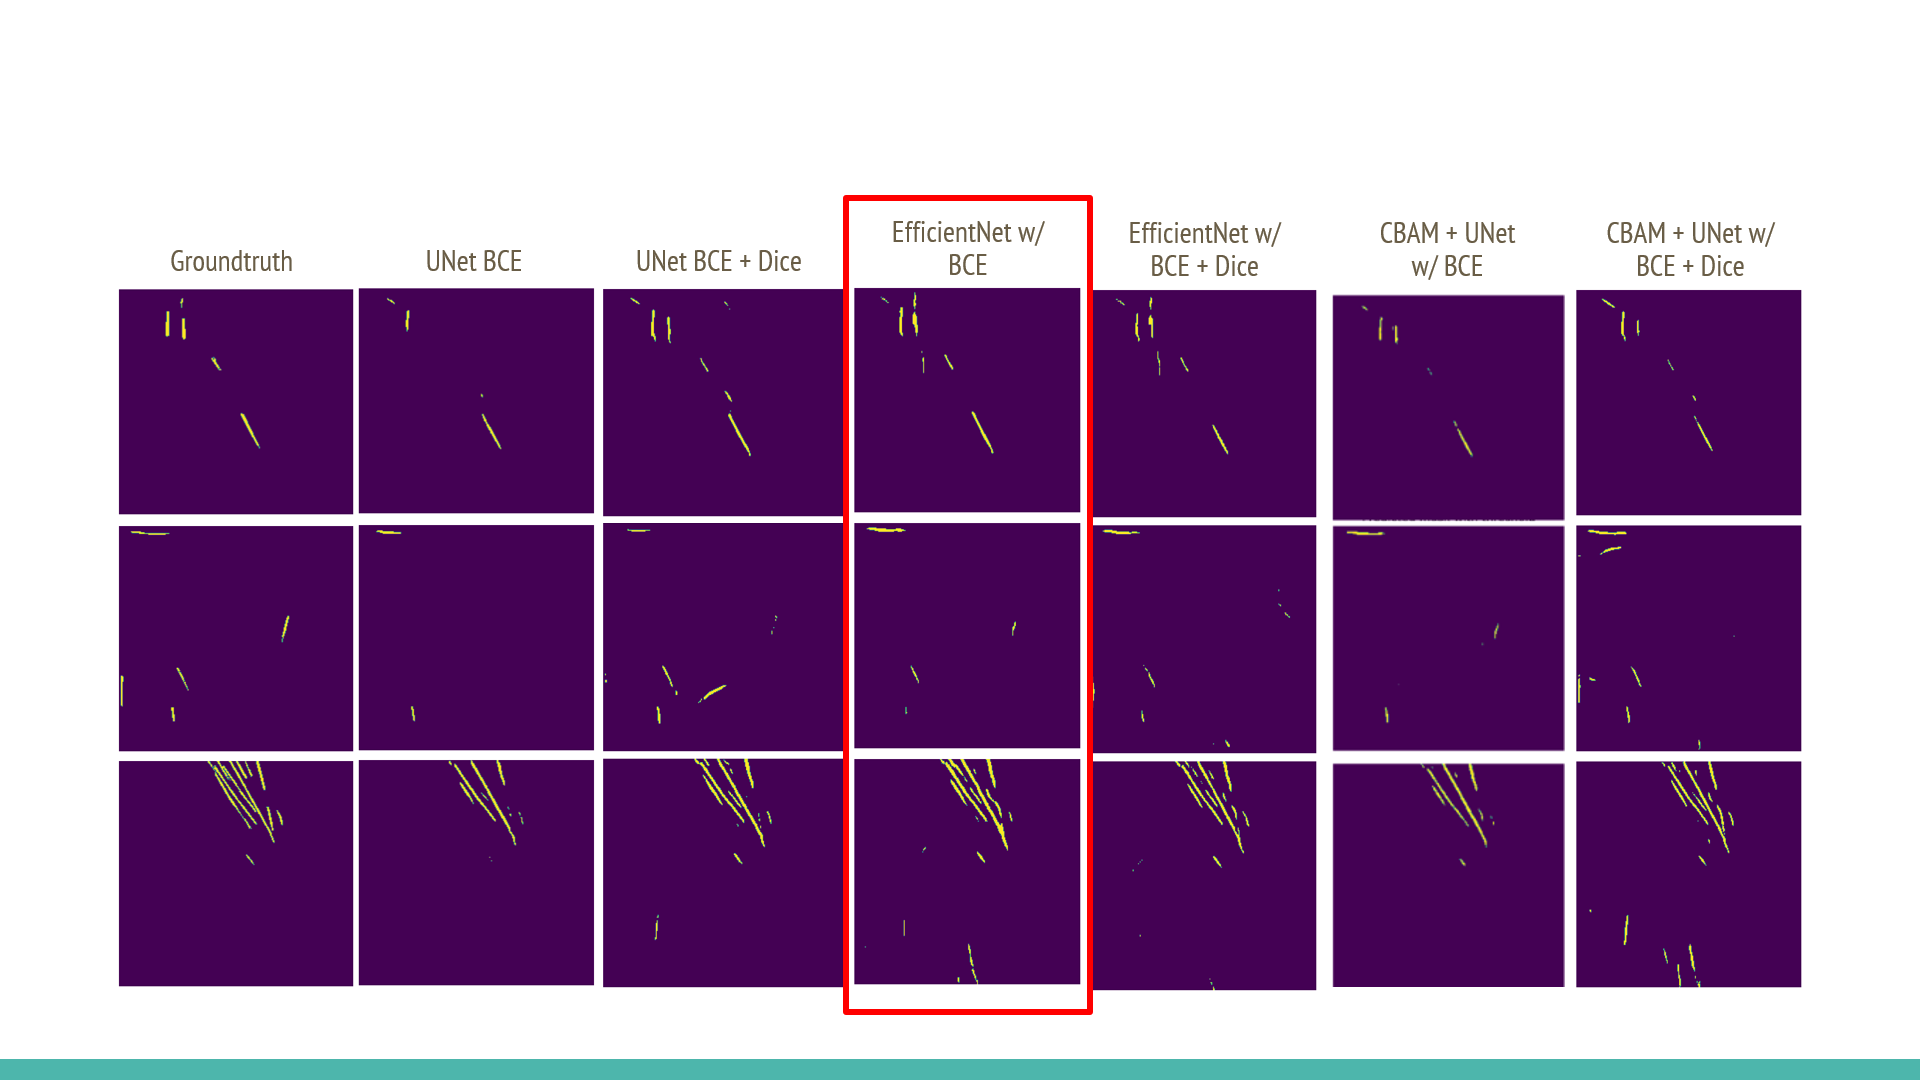 Groundtruth
UNet BCE
UNet BCE + Dice
EfficientNet w/
BCE
EfficientNet w/
BCE + Dice
CBAM + UNet
w/ BCE
CBAM + UNet w/
BCE + Dice